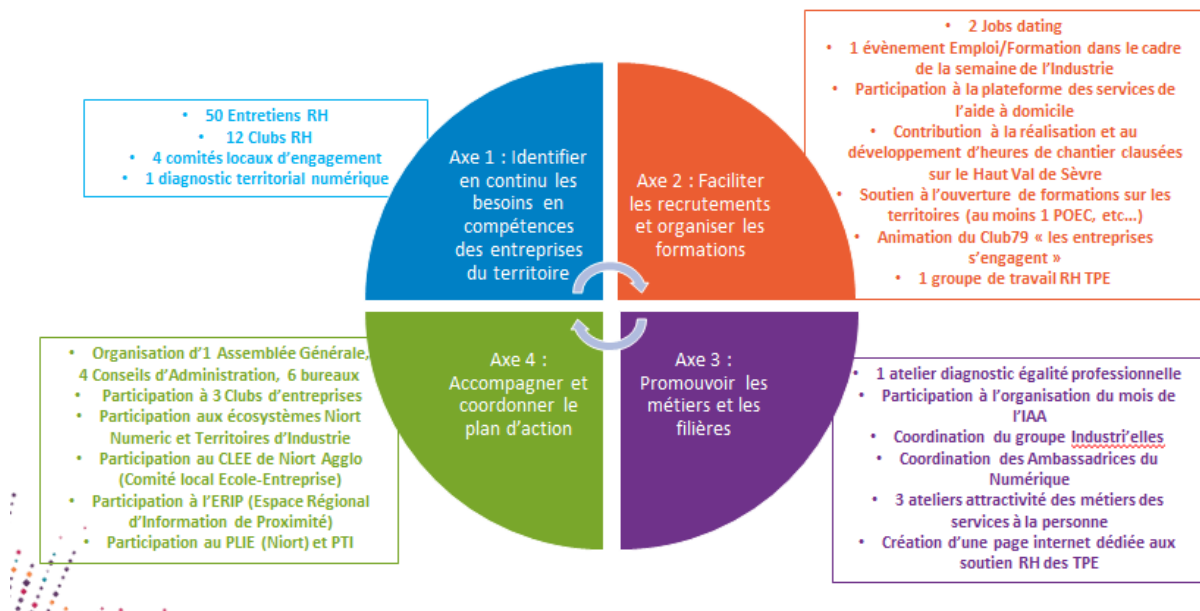 • 50 Entretiens RH
• 12 Clubs RH
• 4 comités locaux d'engagement
• 1 diagnostic territorial numérique
Axe 1 : Identifier
en continu les
besoins en
compétences
des entreprises
du territoire
Axe 2 : Faciliter
les recrutements
et organiser les
formations
• 2 Jobs dating
• 1 évènement Emploi/Formation dans le cadre
de la semaine de l'Industrie
• Participation à la plateforme des services de
l'aide à domicile
• Contribution à la réalisation et au
développement d'heures de chantier clausées
sur le Haut Val de Sèvre
• Soutien à l'ouverture de formations sur les
territoires (au moins 1 POEC, etc...)
• Animation du Club79 « les entreprises
s'engagent »
• 1 groupe de travail RH TPE
• Organisation d'1 Assemblée Générale,
4 Conseils d'Administration, 6 bureaux
• Participation à 3 Clubs d'entreprises
• Participation aux écosystèmes Niort
Numeric et Territoires d'Industrie
• Participation au CLEE de Niort Agglo
(Comité local Ecole-Entreprise)
• Participation à l'ERIP (Espace Régional
d'Information de Proximité)
• Participation au PLIE (Niort) et PTI
Axe 4 :
Accompagner et
coordonner le
plan d'action
Axe 3 :
Promouvoir les
métiers et les
filières
• 1 atelier diagnostic égalité professionnelle
• Participation à l'organisation du mois de
l'IAA
• Coordination du groupe Industri'elles
• Coordination des Ambassadrices du
Numérique
• 3 ateliers attractivité des métiers des
services à la personne
• Création d'une page internet dédiée aux
soutien RH des TPE